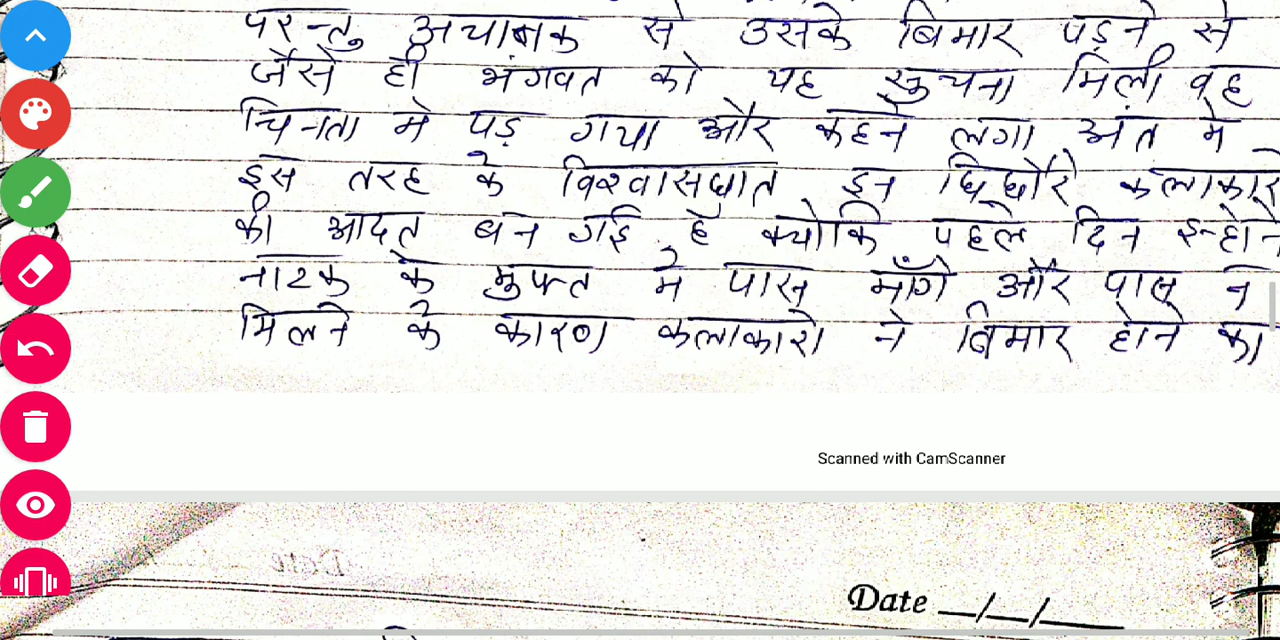 परन्तु अचानक से उसके बिमार पड़ने से
जैसे ही भंगवत को यह सुचना मिली वह
चिन्ता मे पड़ गया और कहने लगा अंत मे
इस तरह के विश्वासघात इन छिछोरे कलाकारो
की आदत बन गई है क्योकि पहले दिन इन्होने
नाटक के मुफ्त मे पास माँगे और पास न
मिलने के कारण कलाकारो ने बिमार होने का
Scanned with CamScanner
Date _/_/_